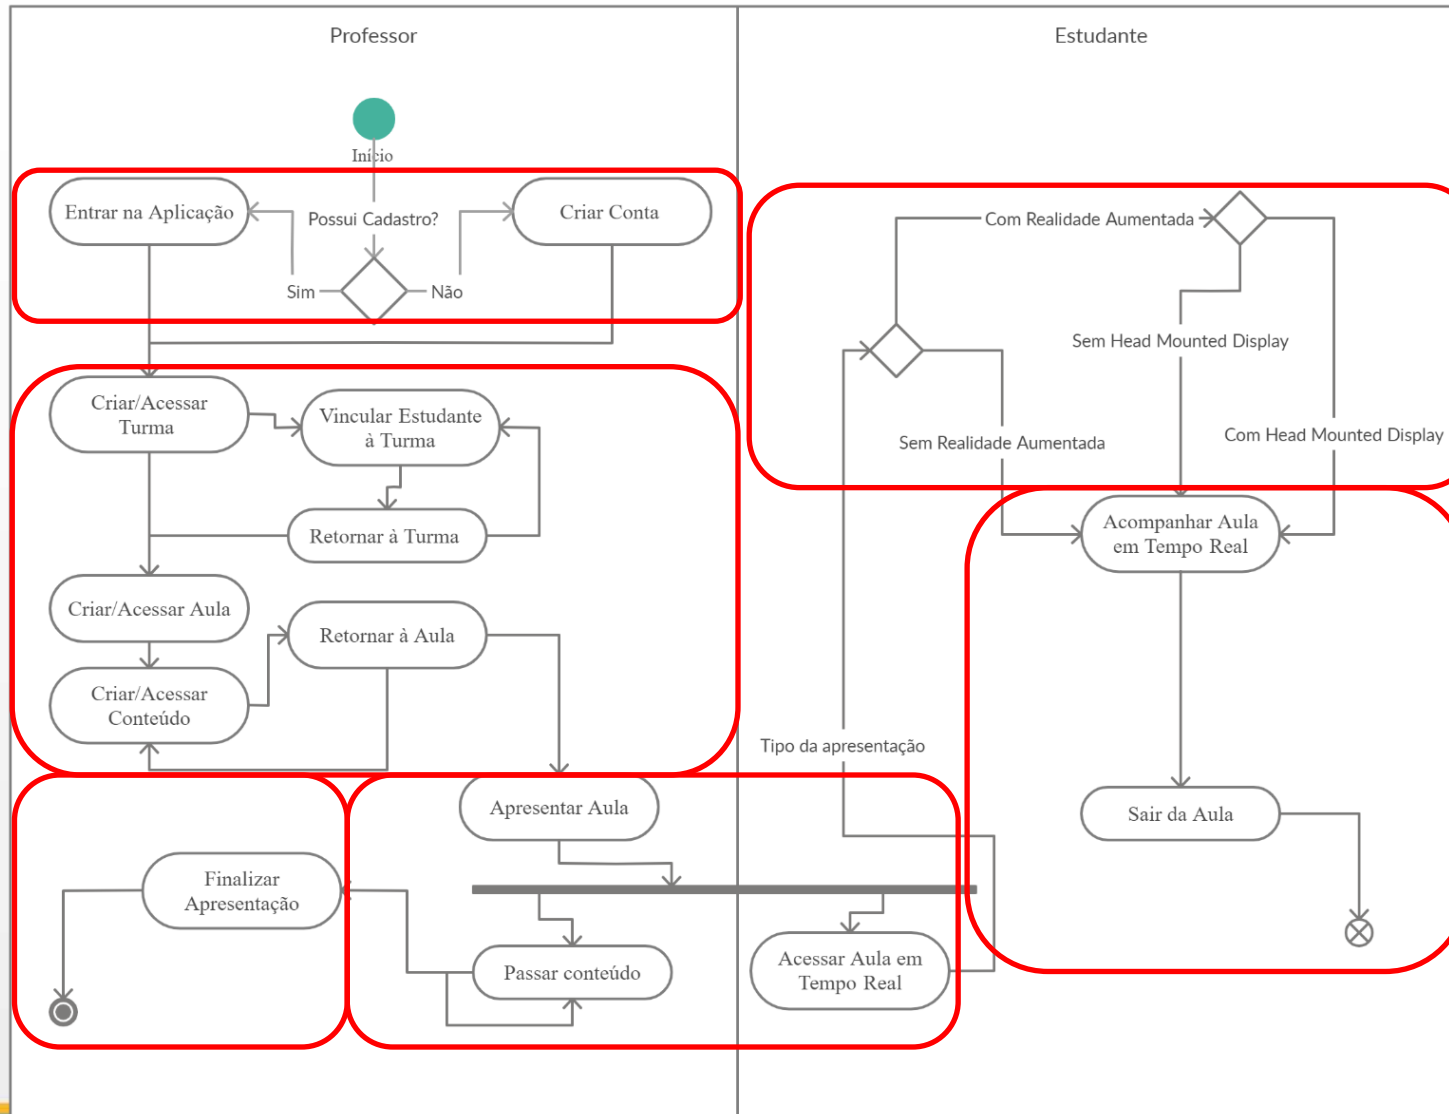 Professor
Estudante
Início
Entrar na Aplicação
Possui Cadastro?
Criar Conta
Sim
Não
Criar/Acessar
Turma
Vincular Estudante
à Turma
Retornar à Turma
Criar/Acessar Aula
Retornar à Aula
Criar/Acessar
Conteúdo
Apresentar Aula
Finalizar
Apresentação
Passar conteúdo
Acessar Aula em
Tempo Real
Tipo da apresentação
Com Realidade Aumentada
Sem Head Mounted Display
Sem Realidade Aumentada
Com Head Mounted Display
Acompanhar Aula
em Tempo Real
Sair da Aula